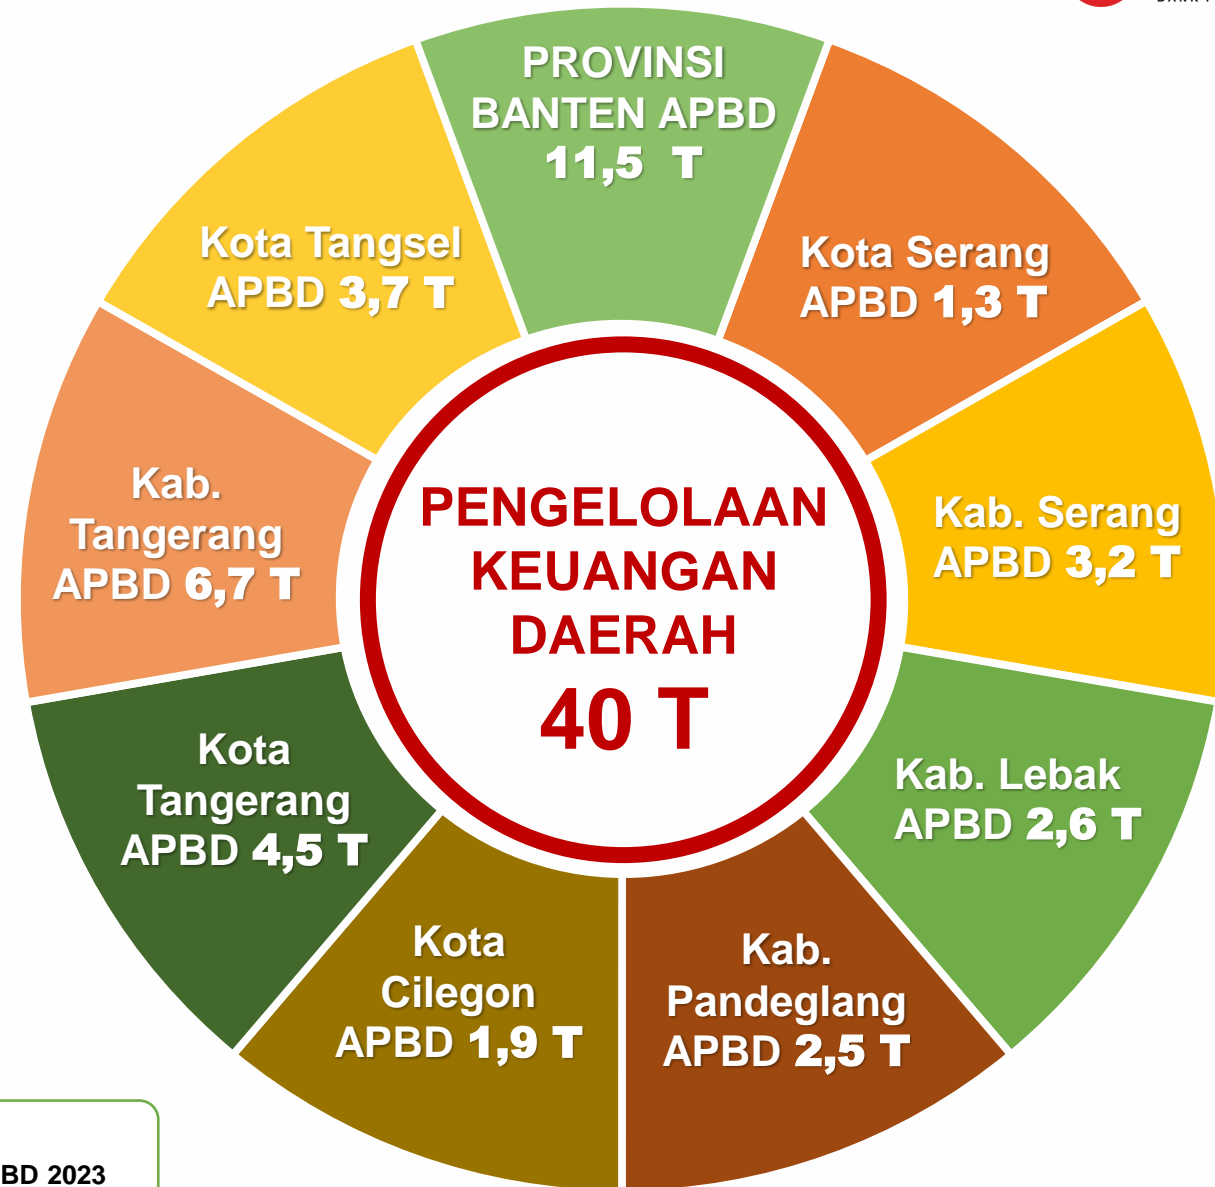 PROVINSI
BANTEN APBD
11,5 T
Kota Serang
APBD 1,3 T
Kab. Serang
APBD 3,2 T
Kab. Lebak
APBD 2,6 T
Kab.
Pandeglang
APBD 2,5 T
Kota
Cilegon
APBD 1,9 T
Kota
Tangerang
APBD 4,5 T
Kab.
Tangerang
APBD 6,7 T
Kota Tangsel
APBD 3,7 T
PENGELOLAAN
KEUANGAN
DAERAH
40 T
BD 2023